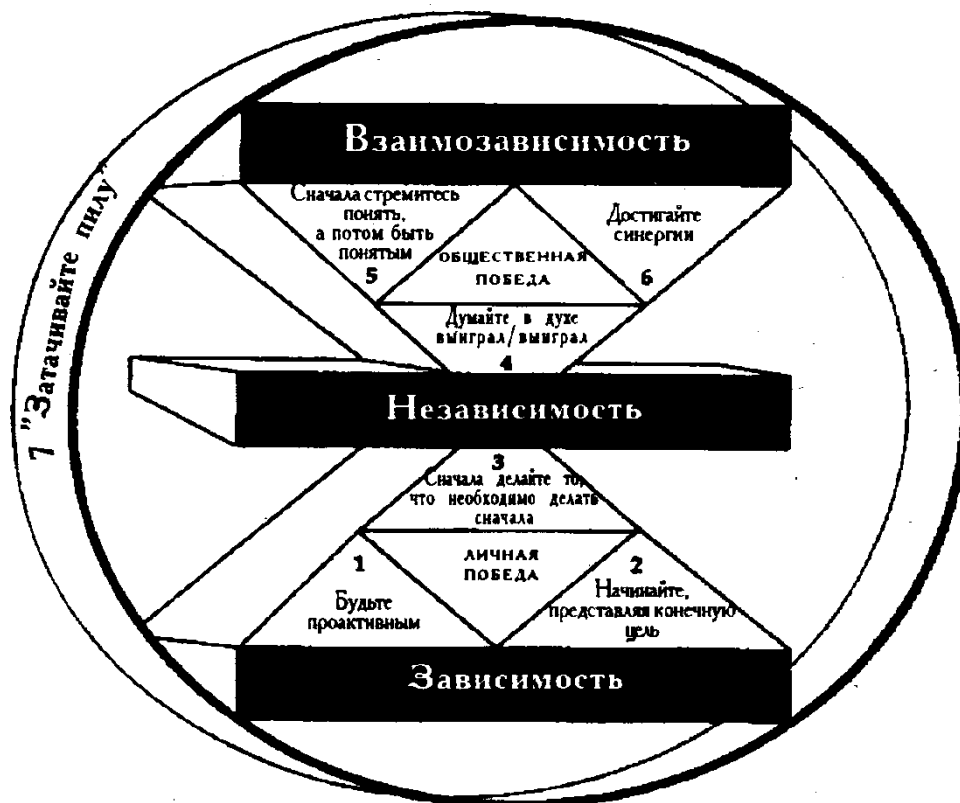 Взаимозависимость
Сначала стремитесь
понять,
а потом быть
понятым
5
ОБЩЕСТВЕННАЯ
ПОБЕДА
Достигайте
синергии
6
Думайте в духе
выиграл/выиграл
4
7 "Затачивайте пилу"
Независимость
3
Сначала делайте то,
что необходимо делать
сначала
1
Будьте
проактивным
ЛИЧНАЯ
ПОБЕДА
2
Начинайте,
представляя конечную
цель
Зависимость